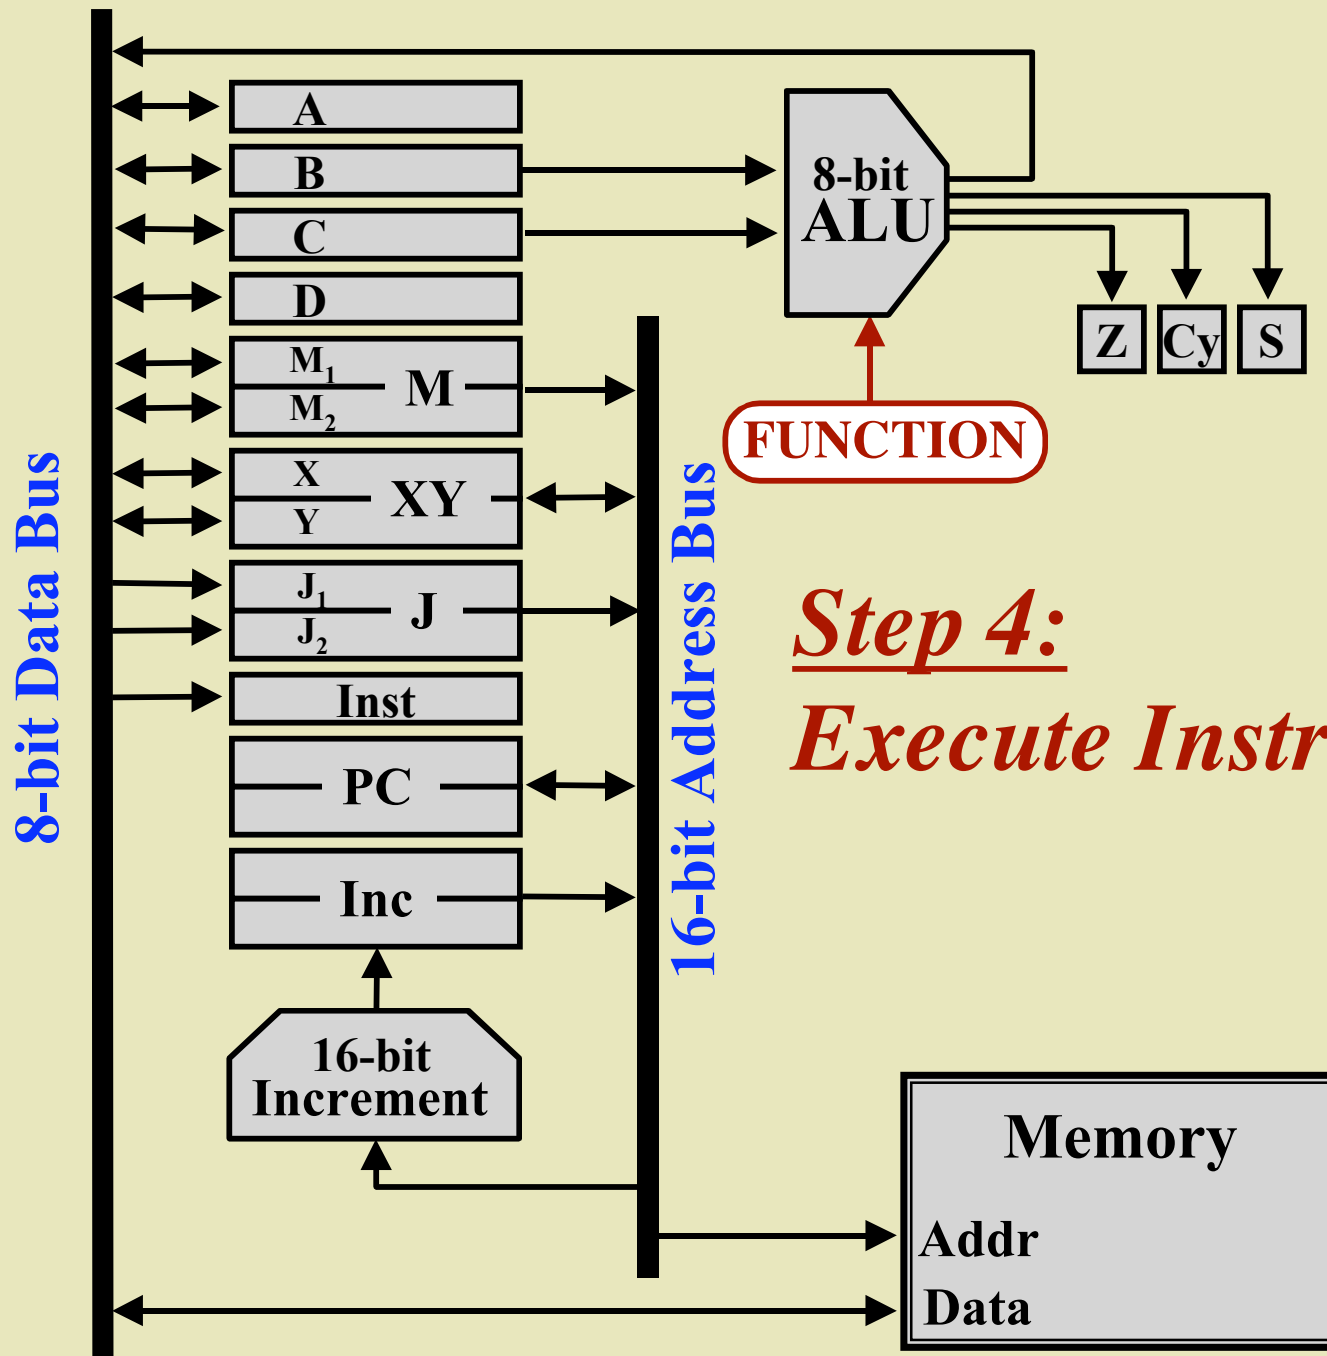 A
B
C
D
M1
M2
M
X
Y
XY
J1
J2
J
Inst
PC
Inc
16-bit
Increment
8-bit Data Bus
16-bit Address Bus
8-bit
ALU
Z
Cy
S
FUNCTION
Step 4:
Execute Instr
Memory
Addr
Data